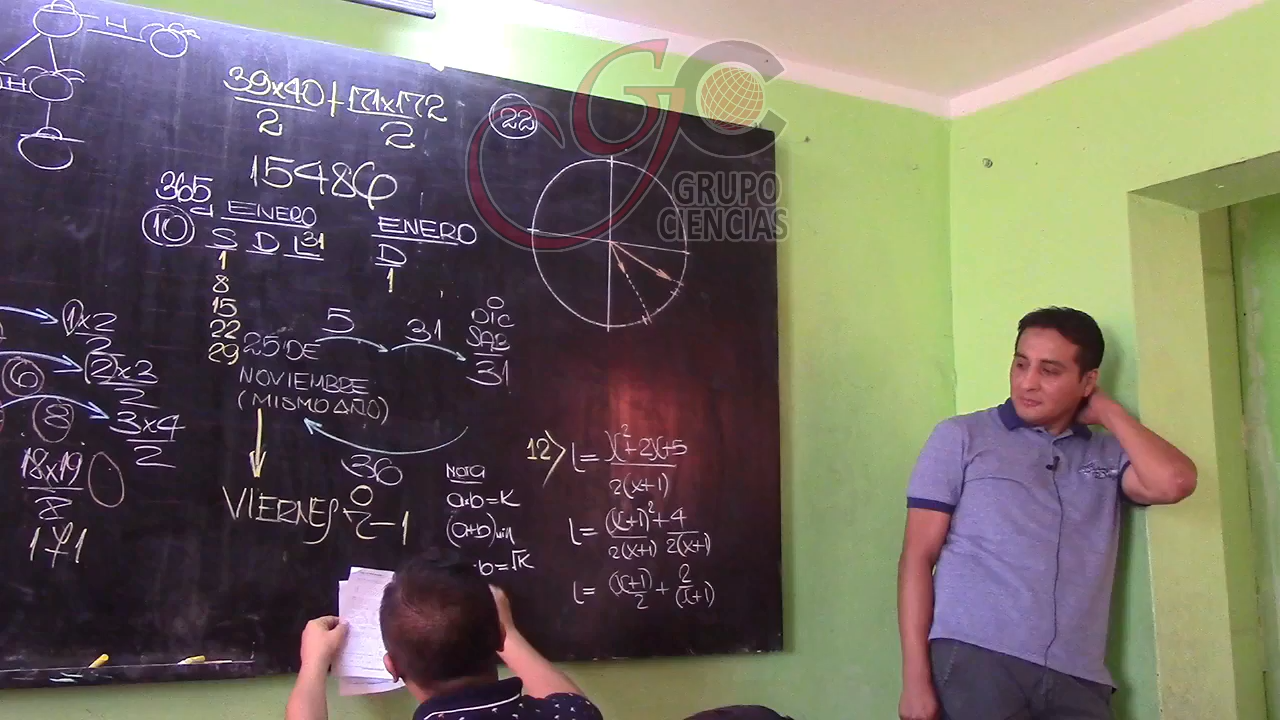 H
H
39x40/2 + 171x172/2
15486
22
GC
GRUPO
CIENCIAS
365
10
ENERO
S D L 31
1
8
15
22
29
ENERO
D
1
25 DE
NOVIEMBRE
(MISMO AÑO)
5
31
DIC
SAB
31
36
VIERNES
1x2/2
6
2x3/2
8
3x4/2
18x19
171
NOTA
a.b=K
(a+b)min
b=√K
12> L= x²+2x+5/2(x+1)
L= (x+1)²/2(x+1) + 4/2(x+1)
L= (x+1)/2 + 2/(x+1)